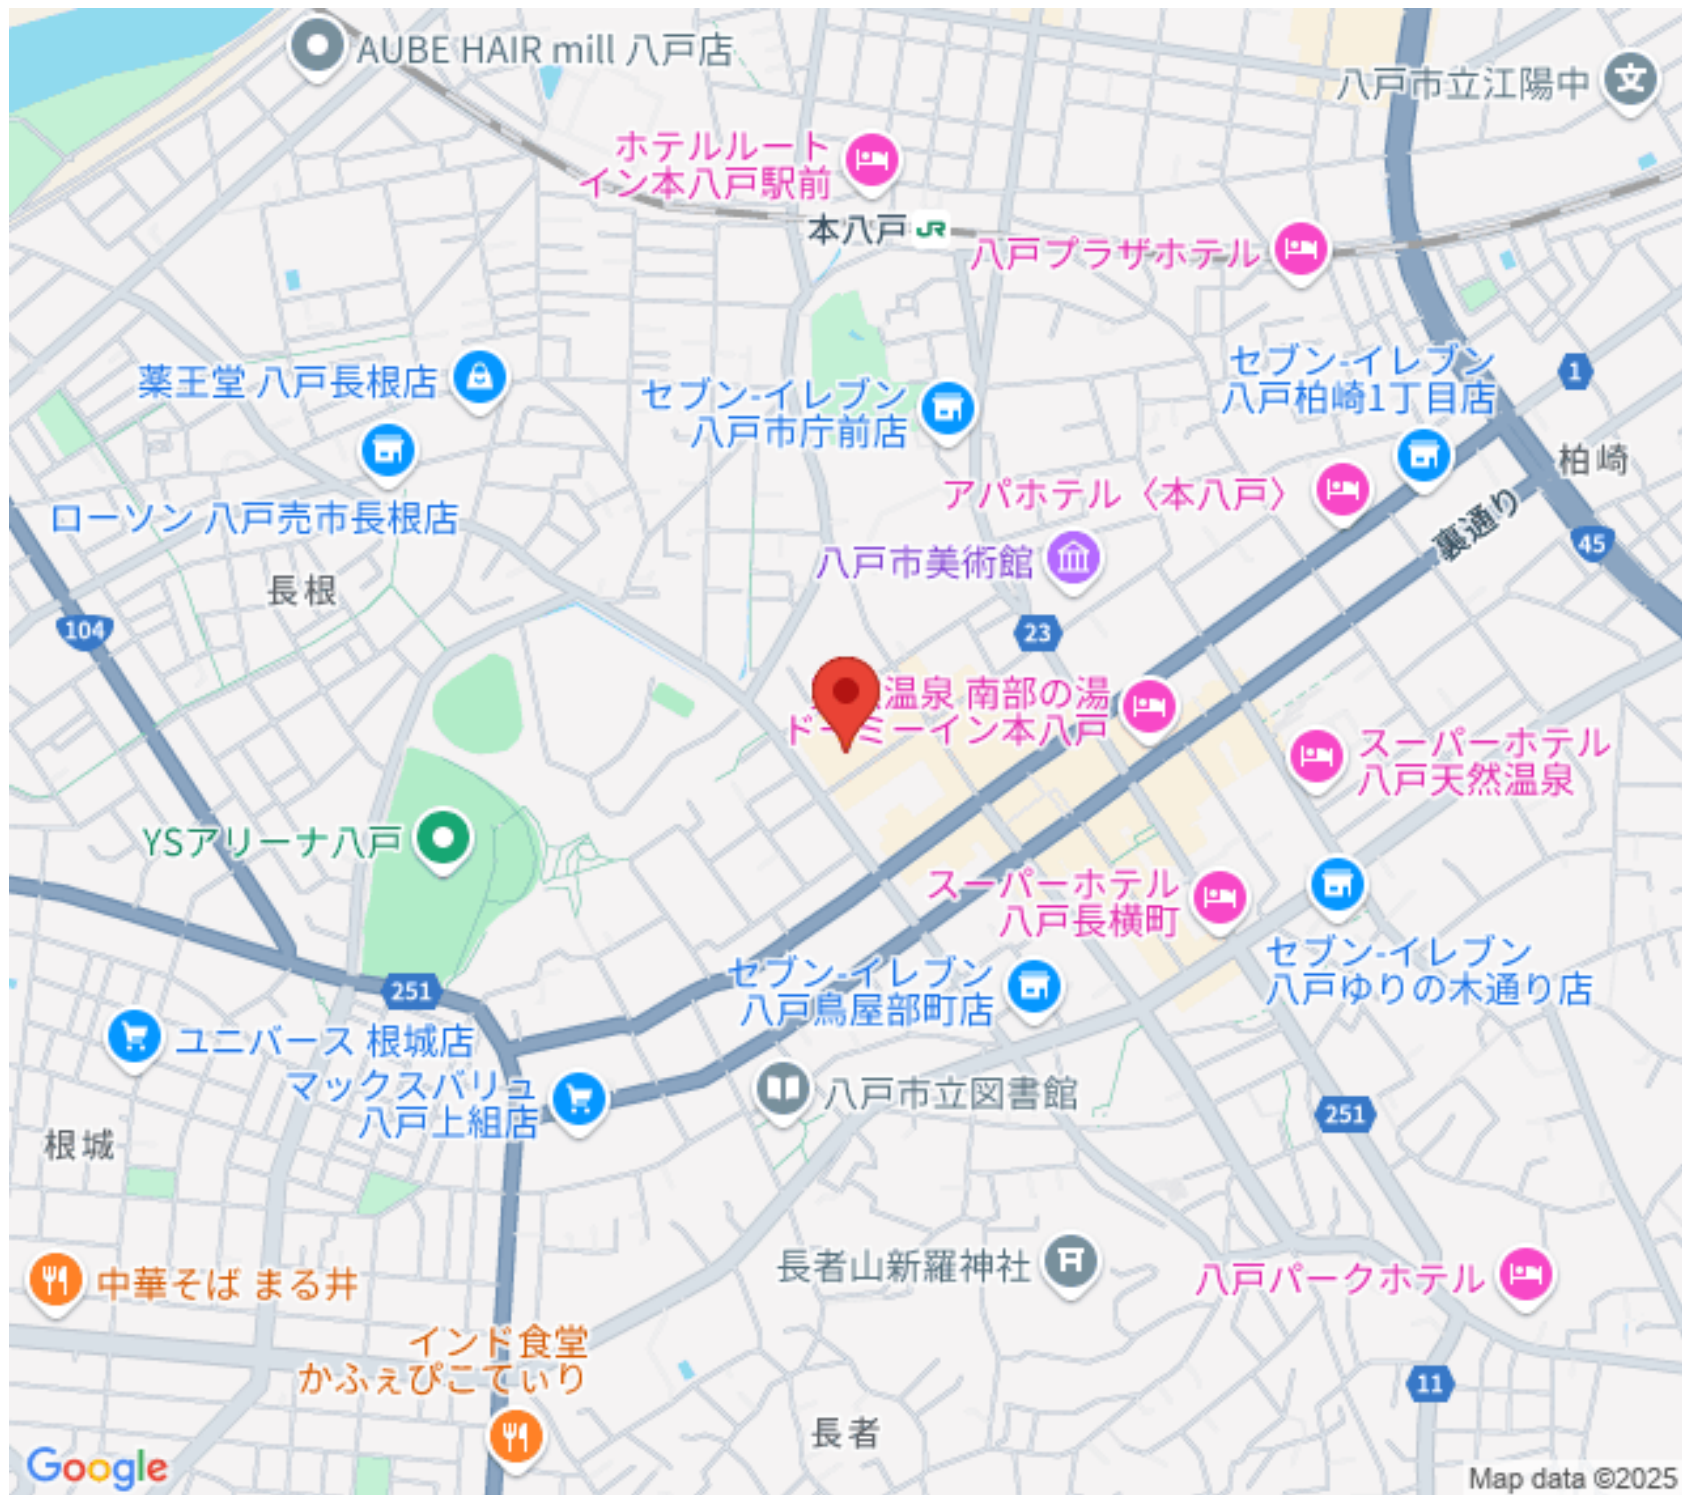 AUBE HAIR mill 八戸店
八戸市立江陽中
ホテルルート
イン本八戸駅前
本八戸
JR
八戸プラザホテル
セブン-イレブン
八戸柏崎1丁目店
1
薬王堂 八戸長根店
セブン-イレブン
八戸市庁前店
柏崎
ローソン 八戸売市長根店
アパホテル〈本八戸〉
裏通り
45
八戸市美術館
長根
104
23
温泉 南部の湯
ドーミーイン本八戸
スーパーホテル
八戸天然温泉
YSアリーナ八戸
スーパーホテル
八戸長横町
セブン-イレブン
八戸ゆりの木通り店
251
セブン-イレブン
八戸鳥屋部町店
ユニバース 根城店
マックスバリュ
八戸上組店
八戸市立図書館
251
根城
長者山新羅神社
八戸パークホテル
中華そば まる井
インド食堂
かふぇぴこてぃり
11
長者
Google
Map data ©2025